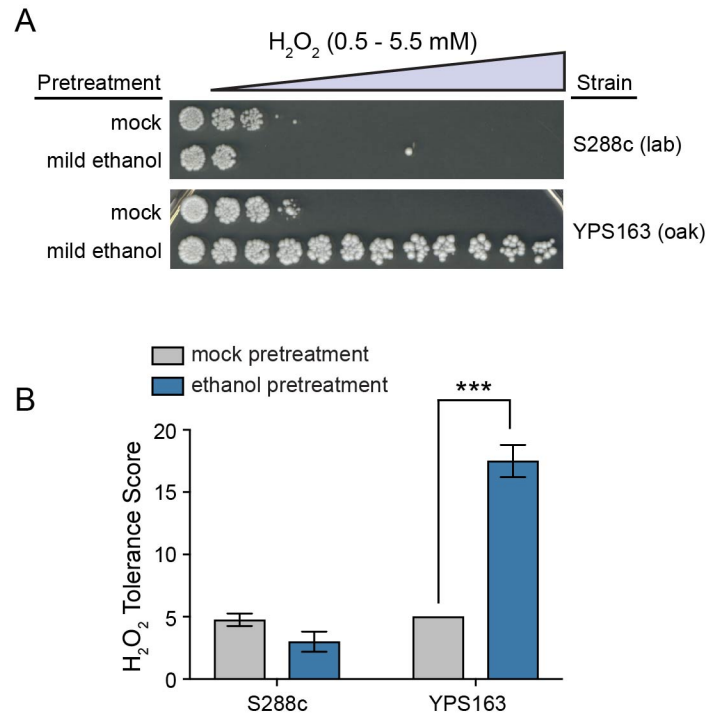 A
H2O2 (0.5 - 5.5 mM)
Pretreatment
Strain
mock
mild ethanol
S288c (lab)
mock
mild ethanol
YPS163 (oak)
mock pretreatment
ethanol pretreatment
B
***
H2O2 Tolerance Score
20
15
10
5
0
S288c
YPS163